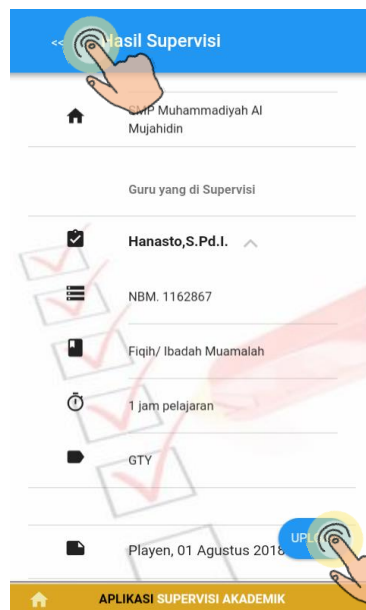 <<
Hasil Supervisi
SMP Muhammadiyah Al
Mujahidin
Guru yang di Supervisi
Hanasto,S.Pd.I.
NBM. 1162867
Fiqih/ Ibadah Muamalah
1 jam pelajaran
GTY
UPL
Playen, 01 Agustus 2018
APLIKASI SUPERVISI AKADEMIK